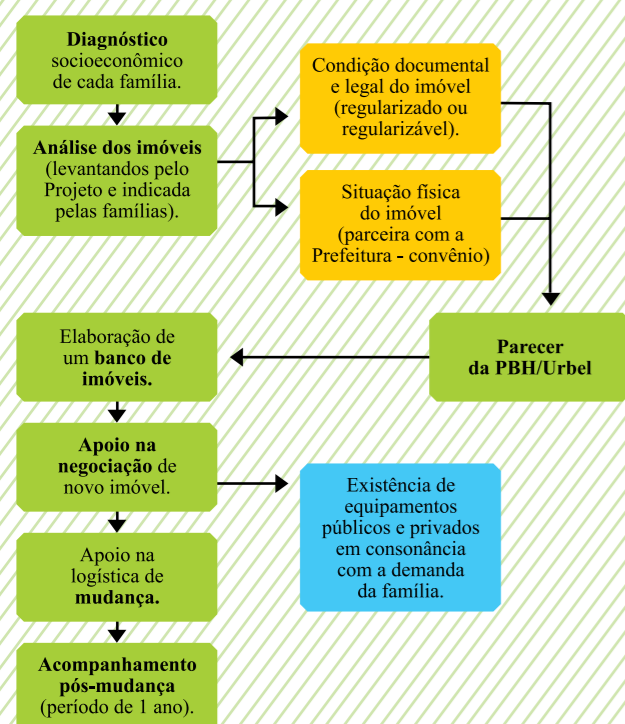 Diagnóstico
socioeconômico
de cada família.
Análise dos imóveis
(levantandos pelo
Projeto e indicada
pelas famílias).
Condição documental
e legal do imóvel
(regularizado ou
regularizável).
Situação física
do imóvel
(parceira com a
Prefeitura - convênio)
Parecer
da PBH/Urbel
Elaboração de
um banco de
imóveis.
Apoio na
negociação de
novo imóvel.
Existência de
equipamentos
públicos e privados
em consonância
com a demanda
da família.
Apoio na
logística de
mudança.
Acompanhamento
pós-mudança
(período de 1 ano).